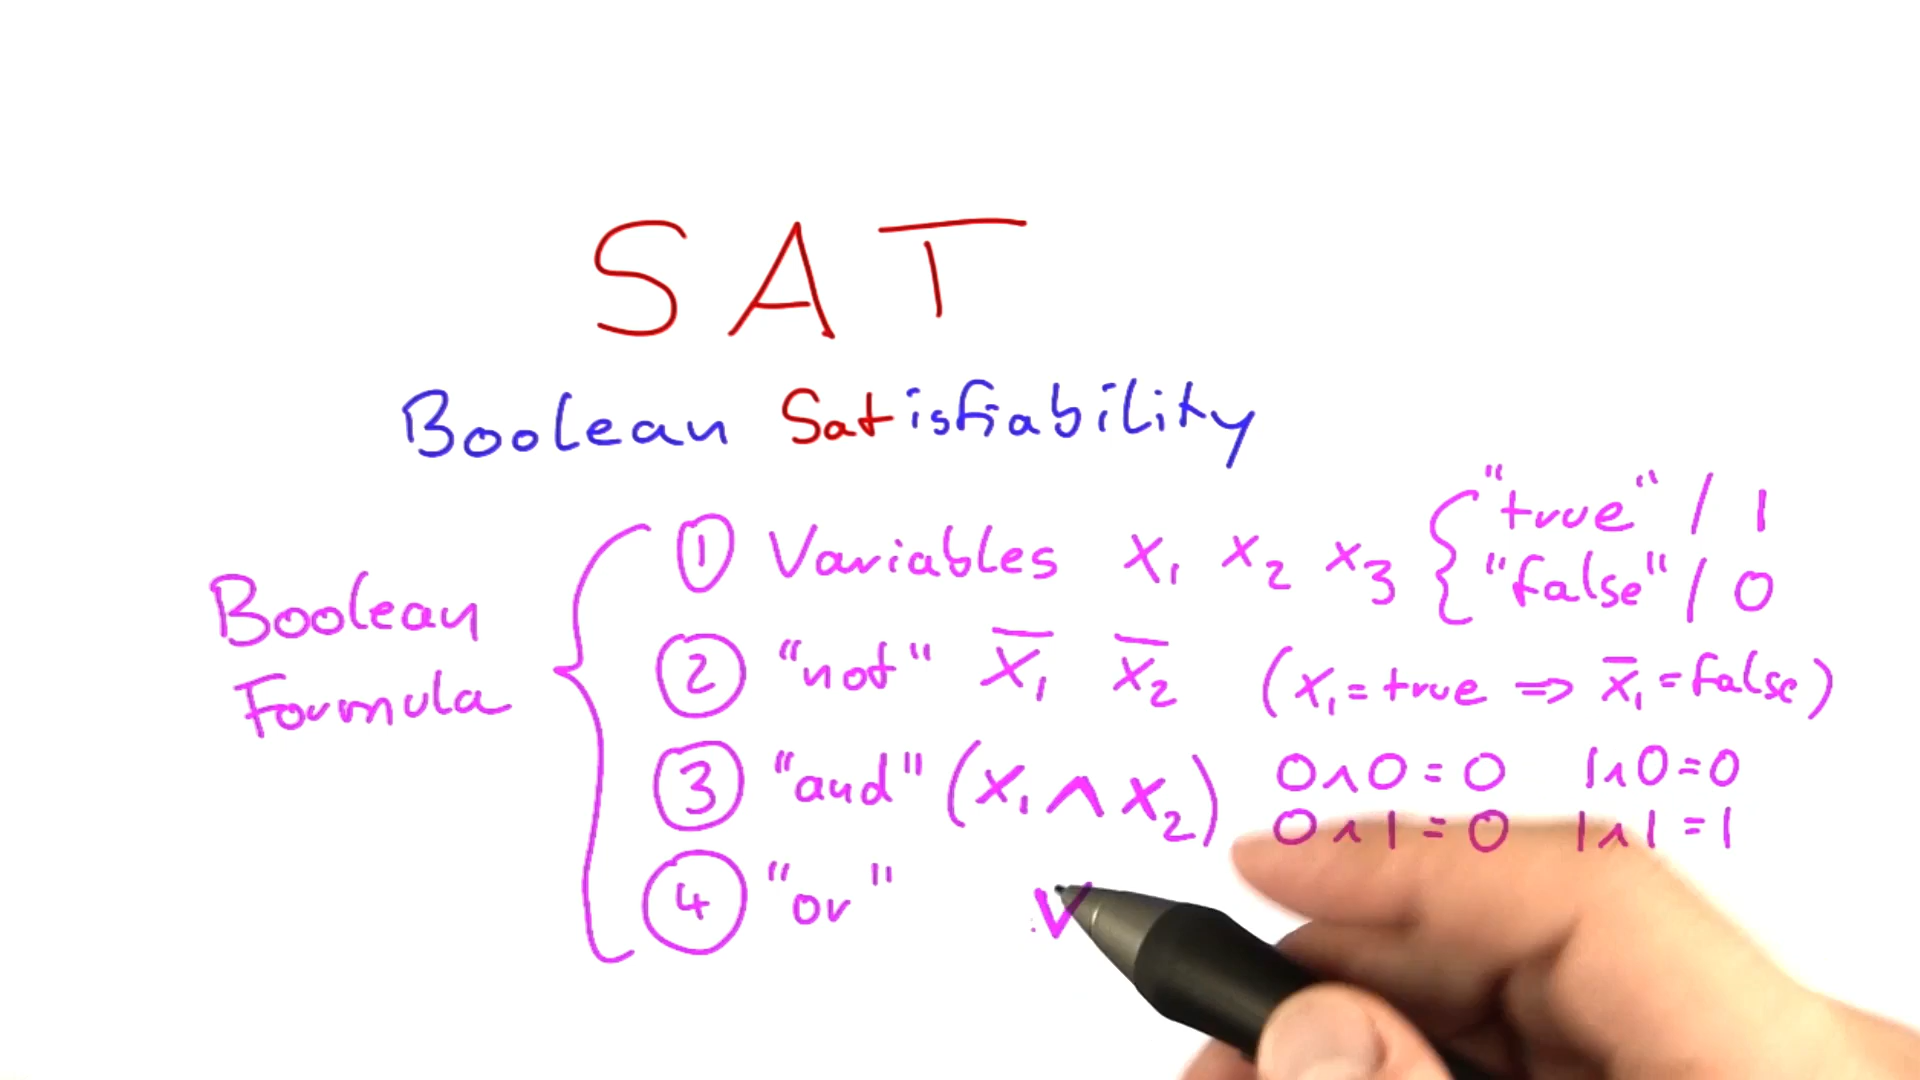 SAT
Boolean Satisfiability
Boolean Formula
① Variables x₁ x₂ x₃ { "true" / 1
"false" / 0
② "not" x̅₁ x̅₂ (x₁ = true ⇒ x̅₁ = false)
③ "and" (x₁ ∧ x₂) 0∧0=0 1∧0=0
0∧1=0 1∧1=1
④ "or" ∨